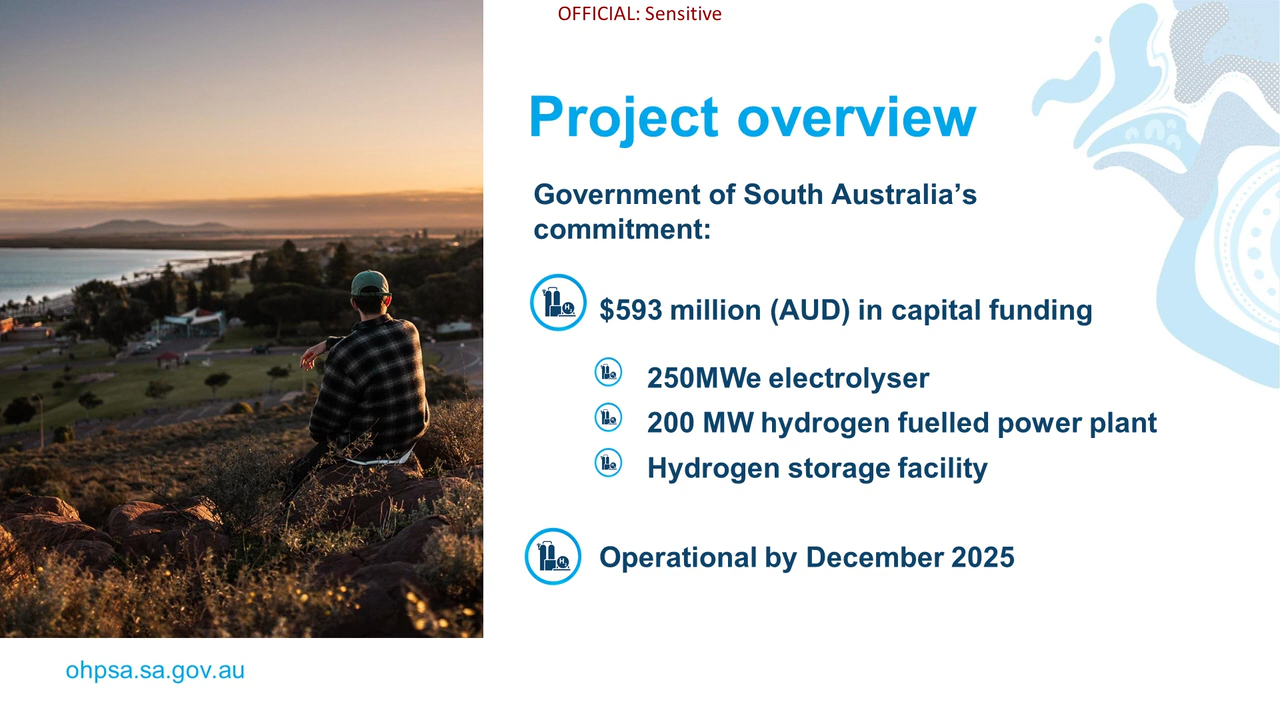 OFFICIAL: Sensitive
Project overview
Government of South Australia’s
commitment:
$593 million (AUD) in capital funding
250MWe electrolyser
200 MW hydrogen fuelled power plant
Hydrogen storage facility
Operational by December 2025
ohpsa.sa.gov.au